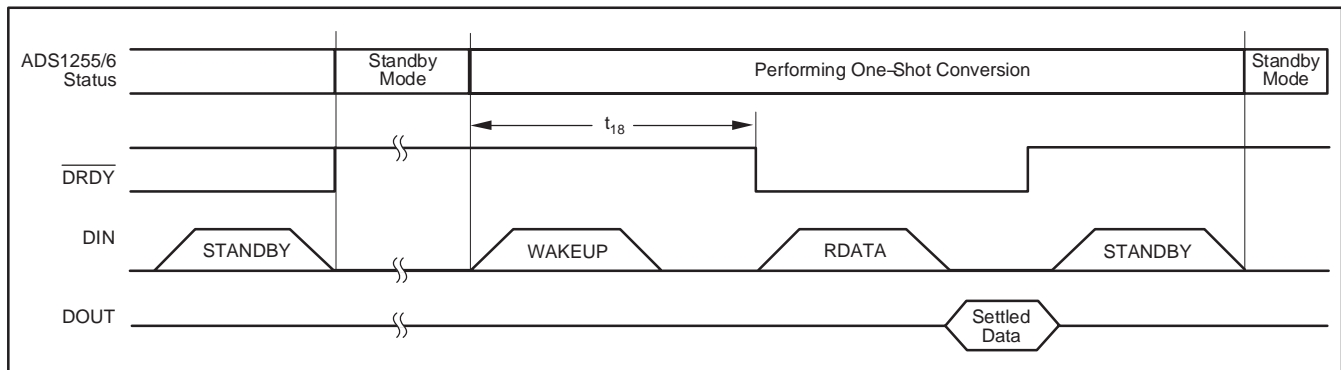 ADS1255/6
Status
Standby
Mode
Performing One–Shot Conversion
Standby
Mode
t18
DRDY
DIN
STANDBY
WAKEUP
RDATA
STANDBY
DOUT
Settled
Data